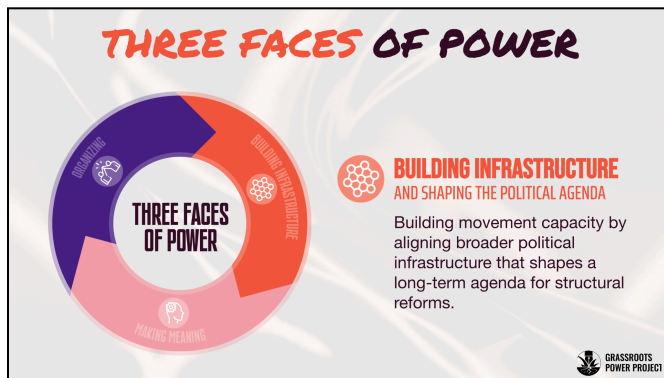 THREE FACES OF POWER
ORGANIZING
BUILDING INFRASTRUCTURE
THREE FACES
OF POWER
MAKING MEANING
BUILDING INFRASTRUCTURE
AND SHAPING THE POLITICAL AGENDA
Building movement capacity by
aligning broader political
infrastructure that shapes a
long-term agenda for structural
reforms.
GRASSROOTS
POWER PROJECT